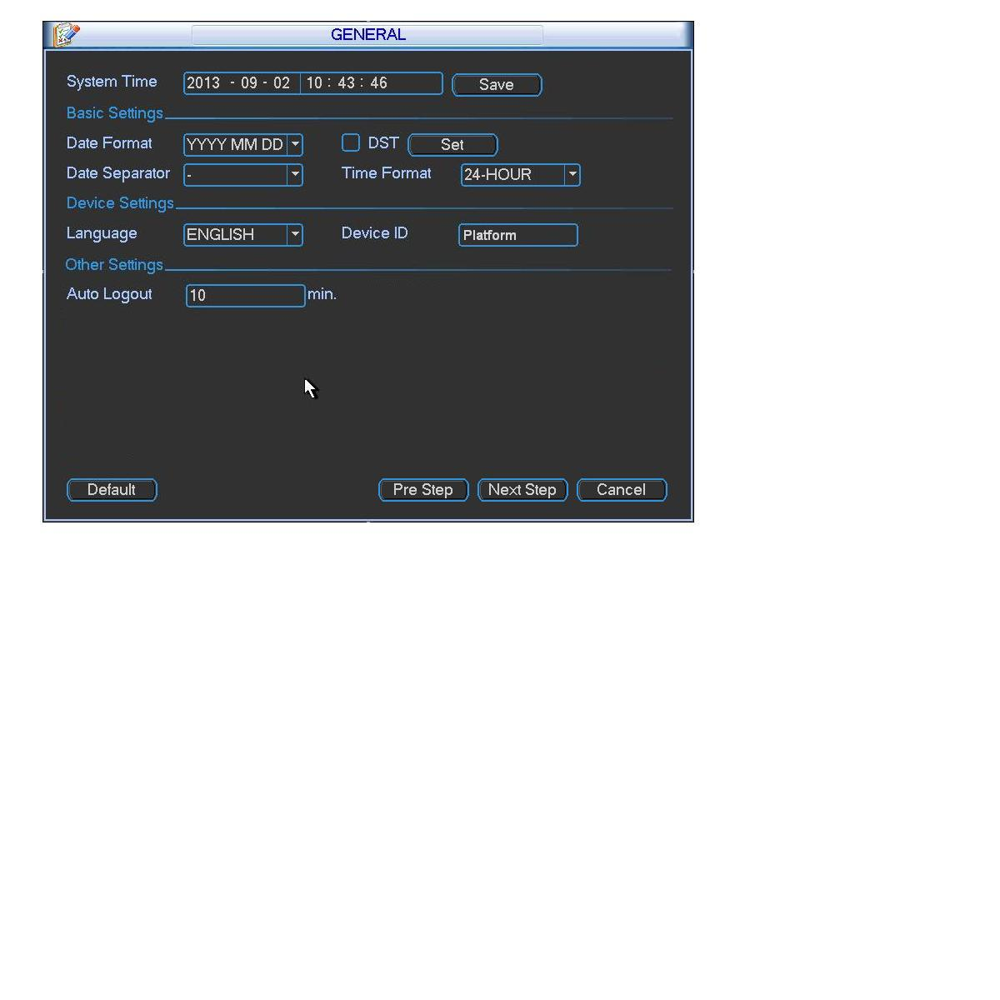 GENERAL
System Time 2013 - 09 - 02 10 : 43 : 46 Save
Basic Settings
Date Format YYYY MM DD DST Set
Date Separator - Time Format 24-HOUR
Device Settings
Language ENGLISH Device ID Platform
Other Settings
Auto Logout 10 min.
Default Pre Step Next Step Cancel